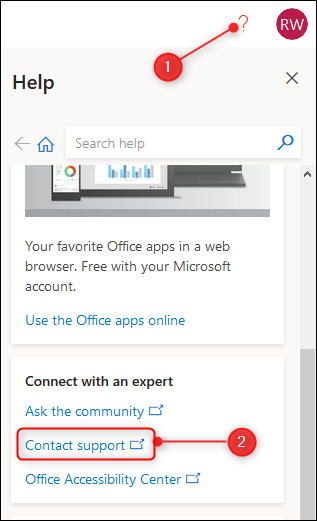 ?
RW
1
Help
Search help
Your favorite Office apps in a web
browser. Free with your Microsoft
account.
Use the Office apps online
Connect with an expert
Ask the community
Contact support
2
Office Accessibility Center